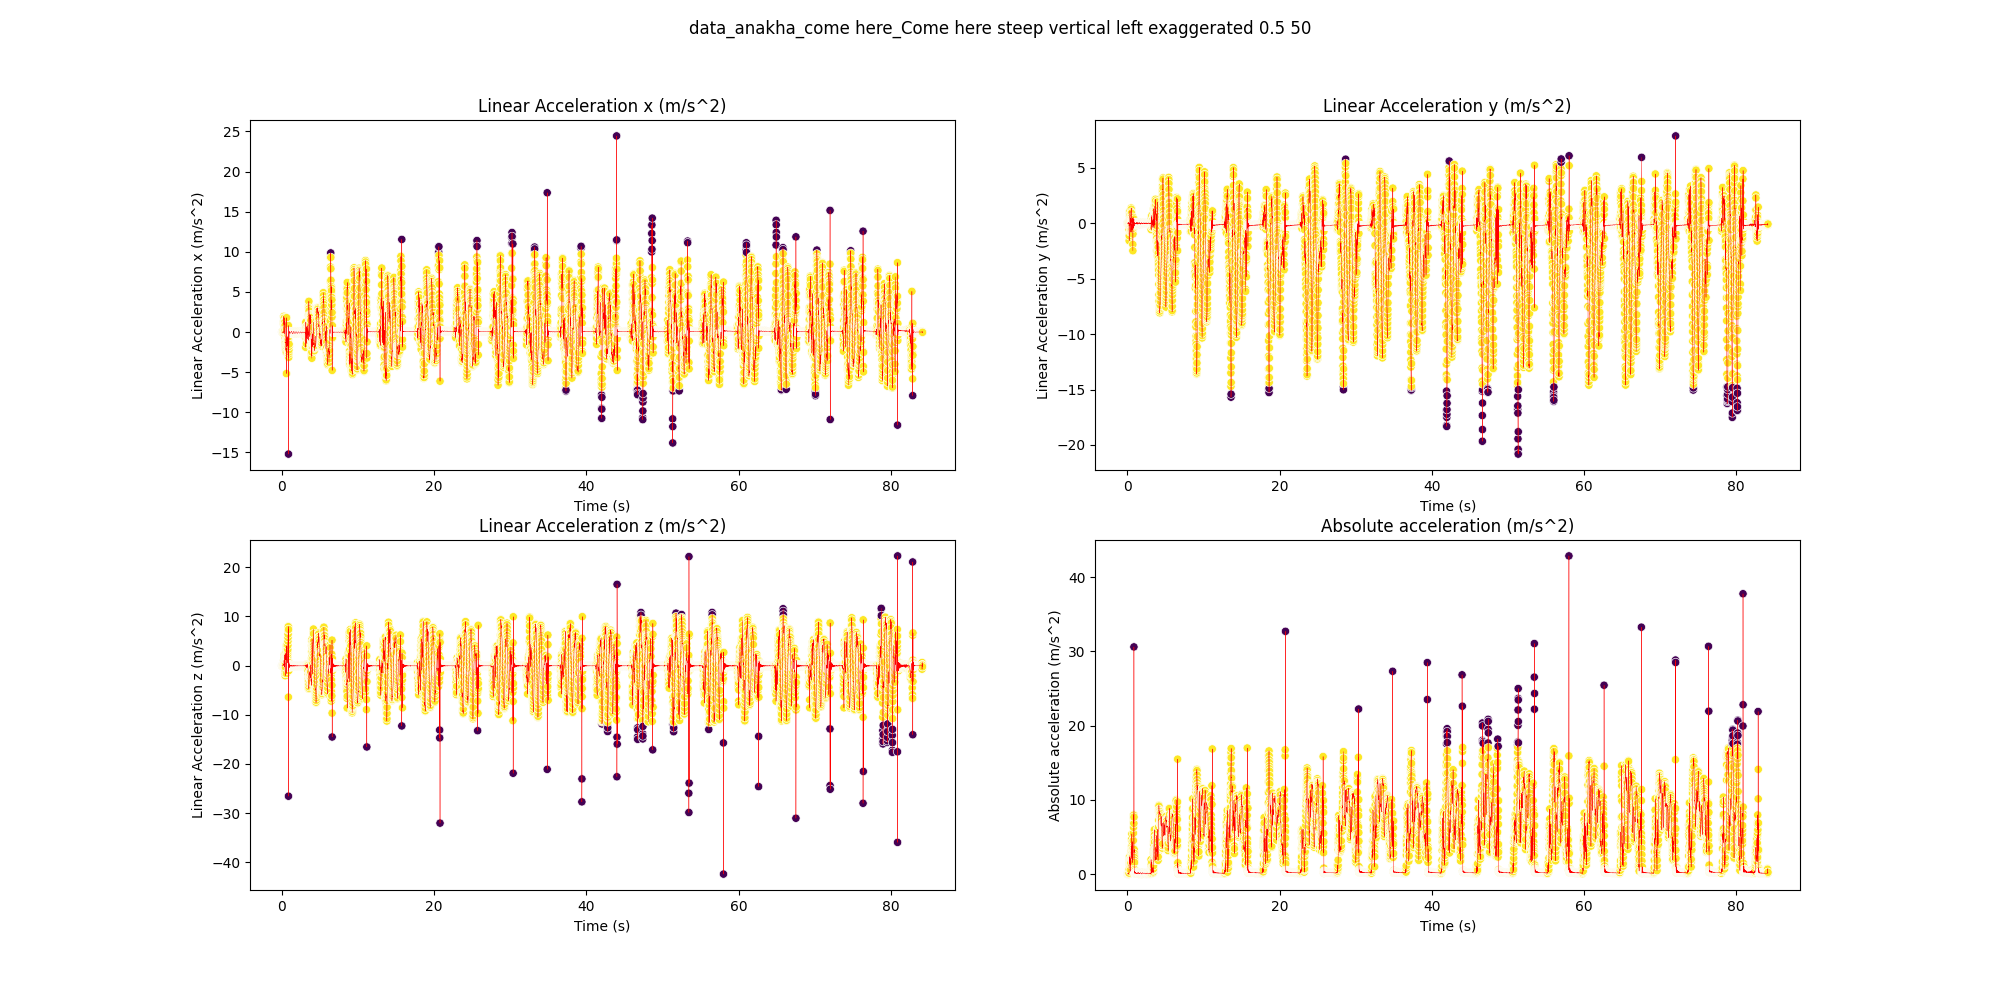 data_anakha_come here_Come here steep vertical left exaggerated 0.5 50
Linear Acceleration x (m/s^2)
Linear Acceleration x (m/s^2)
25
20
15
10
5
0
−5
−10
−15
0 20 40 60 80
Time (s)
Linear Acceleration y (m/s^2)
Linear Acceleration y (m/s^2)
5
0
−5
−10
−15
−20
0 20 40 60 80
Time (s)
Linear Acceleration z (m/s^2)
Linear Acceleration z (m/s^2)
20
10
0
−10
−20
−30
−40
0 20 40 60 80
Time (s)
Absolute acceleration (m/s^2)
Absolute acceleration (m/s^2)
40
30
20
10
0
0 20 40 60 80
Time (s)